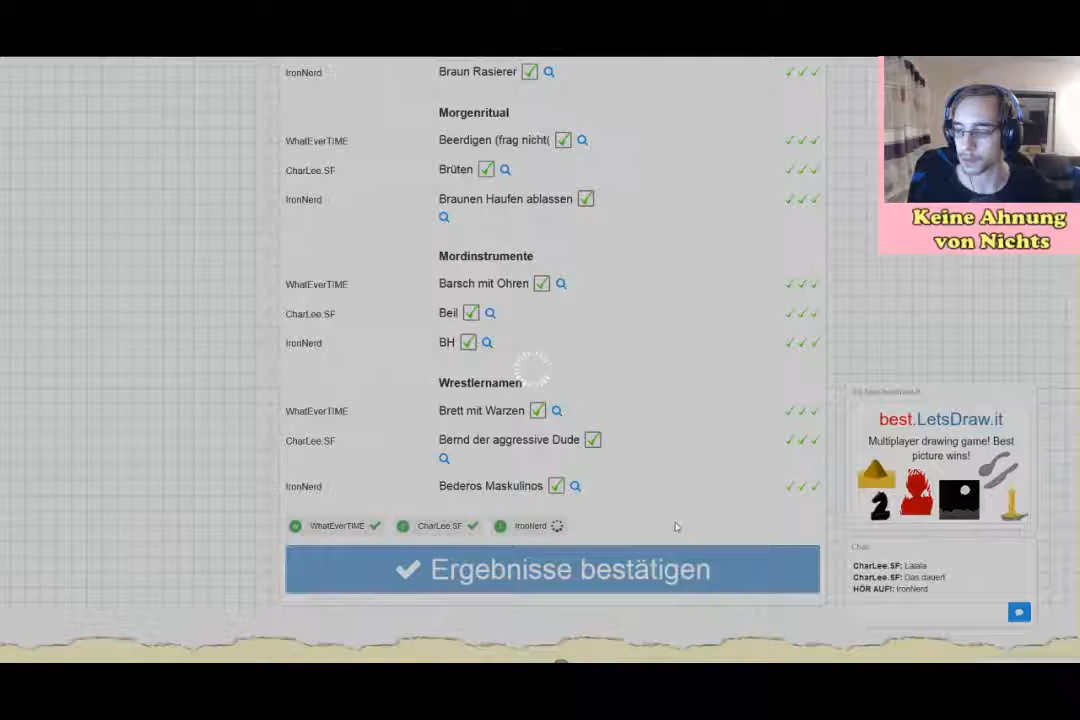 IronNerd Braun Rasierer
Morgenritual
WhatEverTIME Beerdigen (frag nicht(
CharLee.SF Brüten
IronNerd Braunen Haufen ablassen
Mordinstrumente
WhatEverTIME Barsch mit Ohren
CharLee.SF Beil
IronNerd BH
Wrestlernamen
WhatEverTIME Brett mit Warzen
CharLee.SF Bernd der aggressive Dude
IronNerd Bederos Maskulinos
WhatEverTIME CharLee.SF IronNerd
Ergebnisse bestätigen
Keine Ahnung
von Nichts
best.LetsDraw.it
Multiplayer drawing game! Best
picture wins!
Chat
CharLee.SF: Lalala
CharLee.SF: Das dauert
HÖR AUF!: IronNerd